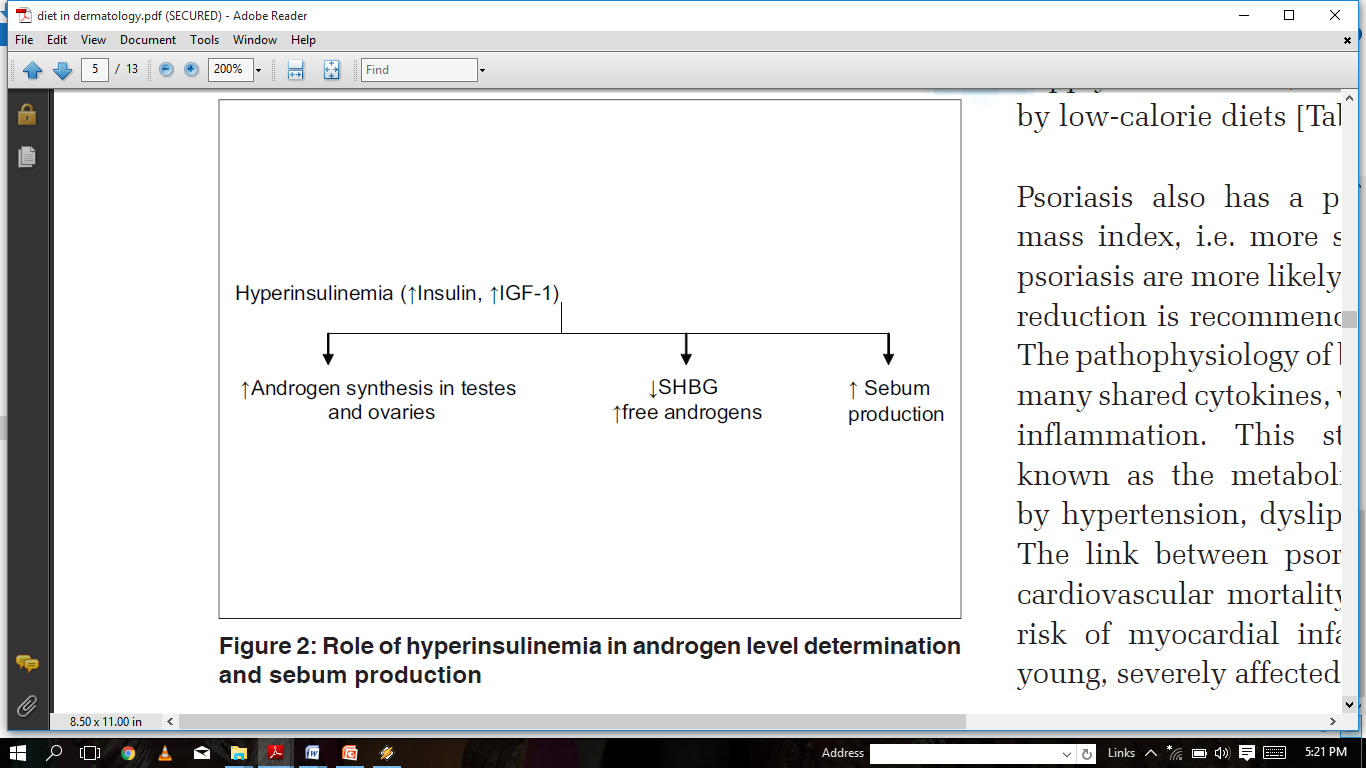 diet in dermatology.pdf (SECURED) - Adobe Reader
File Edit View Document Tools Window Help
5 / 13 200% Find
Hyperinsulinemia (↑Insulin, ↑IGF-1)
↑Androgen synthesis in testes
and ovaries
↓SHBG
↑free androgens
↑ Sebum
production
Figure 2: Role of hyperinsulinemia in androgen level determination
and sebum production
by low-calorie diets [Tab
Psoriasis also has a p
mass index, i.e. more s
psoriasis are more likely
reduction is recommenc
The pathophysiology of
many shared cytokines,
inflammation. This st
known as the metaboli
by hypertension, dyslip
The link between psor
cardiovascular mortality
risk of myocardial infa
young, severely affected
8.50 x 11.00 in
Address Links 5:21 PM